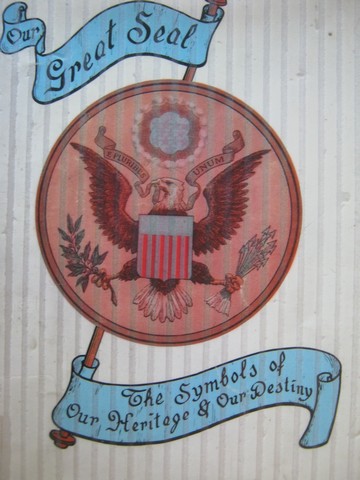 Our
Great Seal
E PLURIBUS UNUM
The Symbols of
Our Heritage & Our Destiny